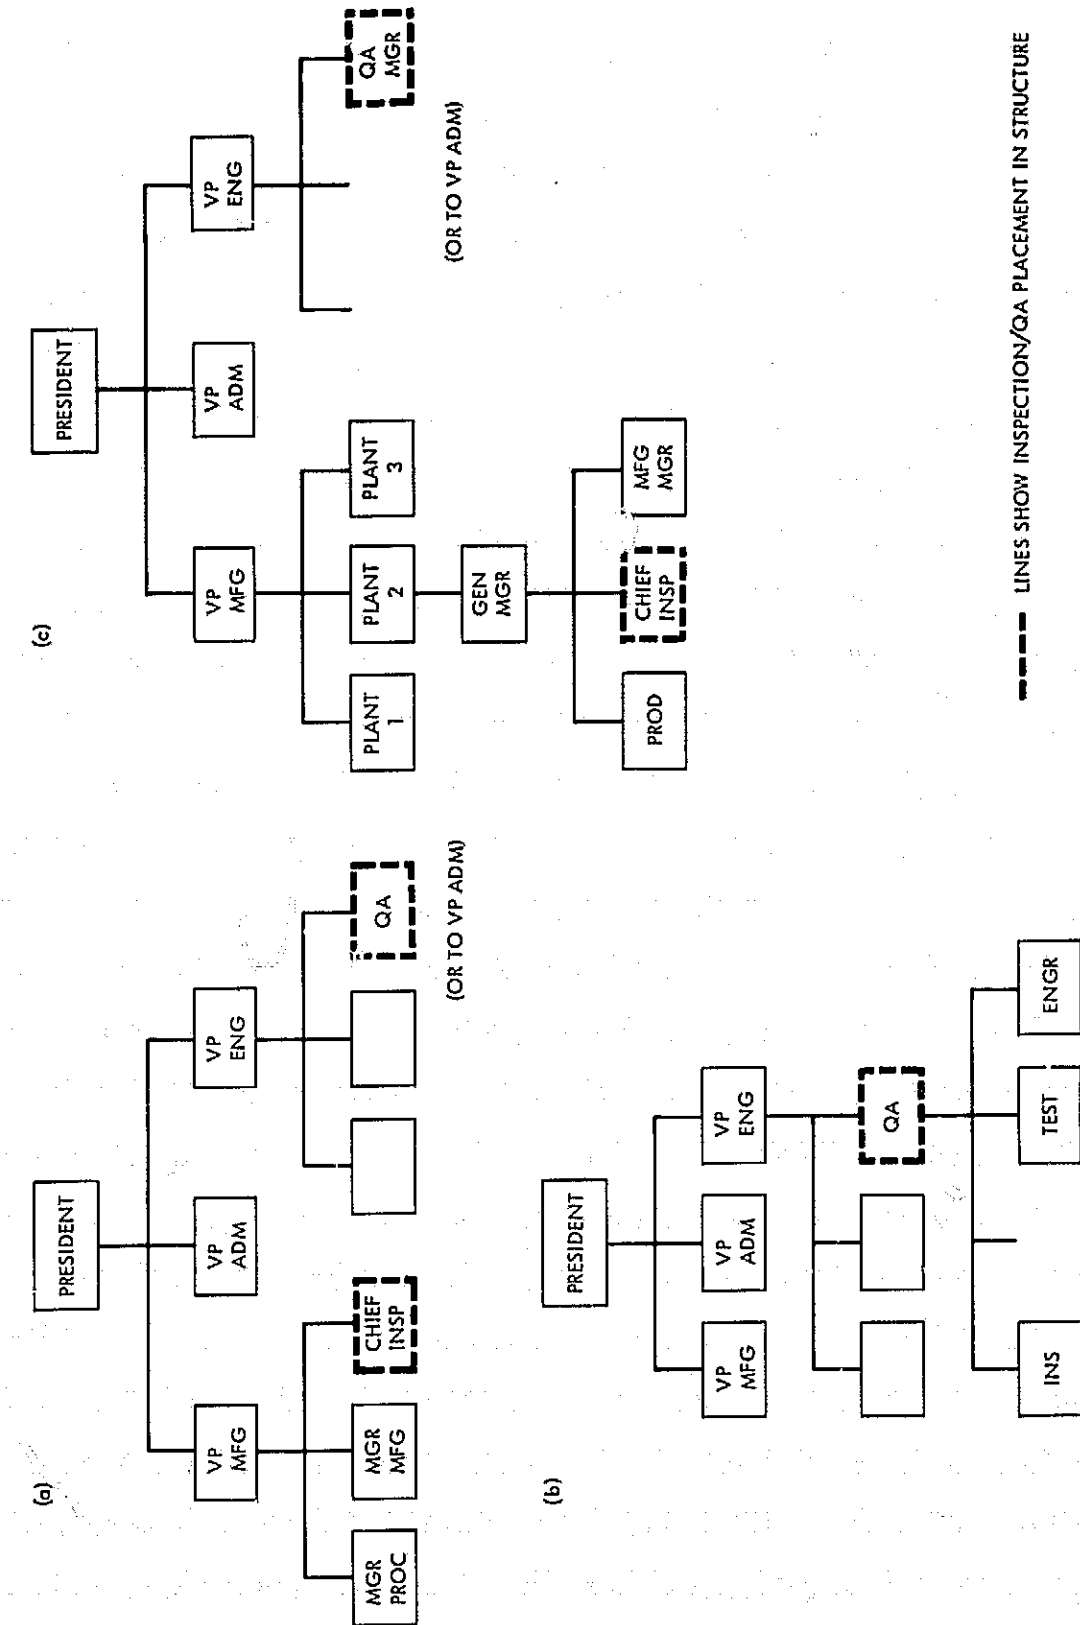 (a)
PRESIDENT
VP
MFG
VP
ADM
VP
ENG
MGR
PROC
MGR
MFG
CHIEF
INSP
QA
(OR TO VP ADM)
(b)
PRESIDENT
VP
MFG
VP
ADM
VP
ENG
QA
INS
TEST
ENGR
(c)
PRESIDENT
VP
MFG
VP
ADM
VP
ENG
PLANT
1
PLANT
2
PLANT
3
QA
MGR
(OR TO VP ADM)
GEN
MGR
PROD
CHIEF
INSP
MFG
MGR
LINES SHOW INSPECTION/QA PLACEMENT IN STRUCTURE